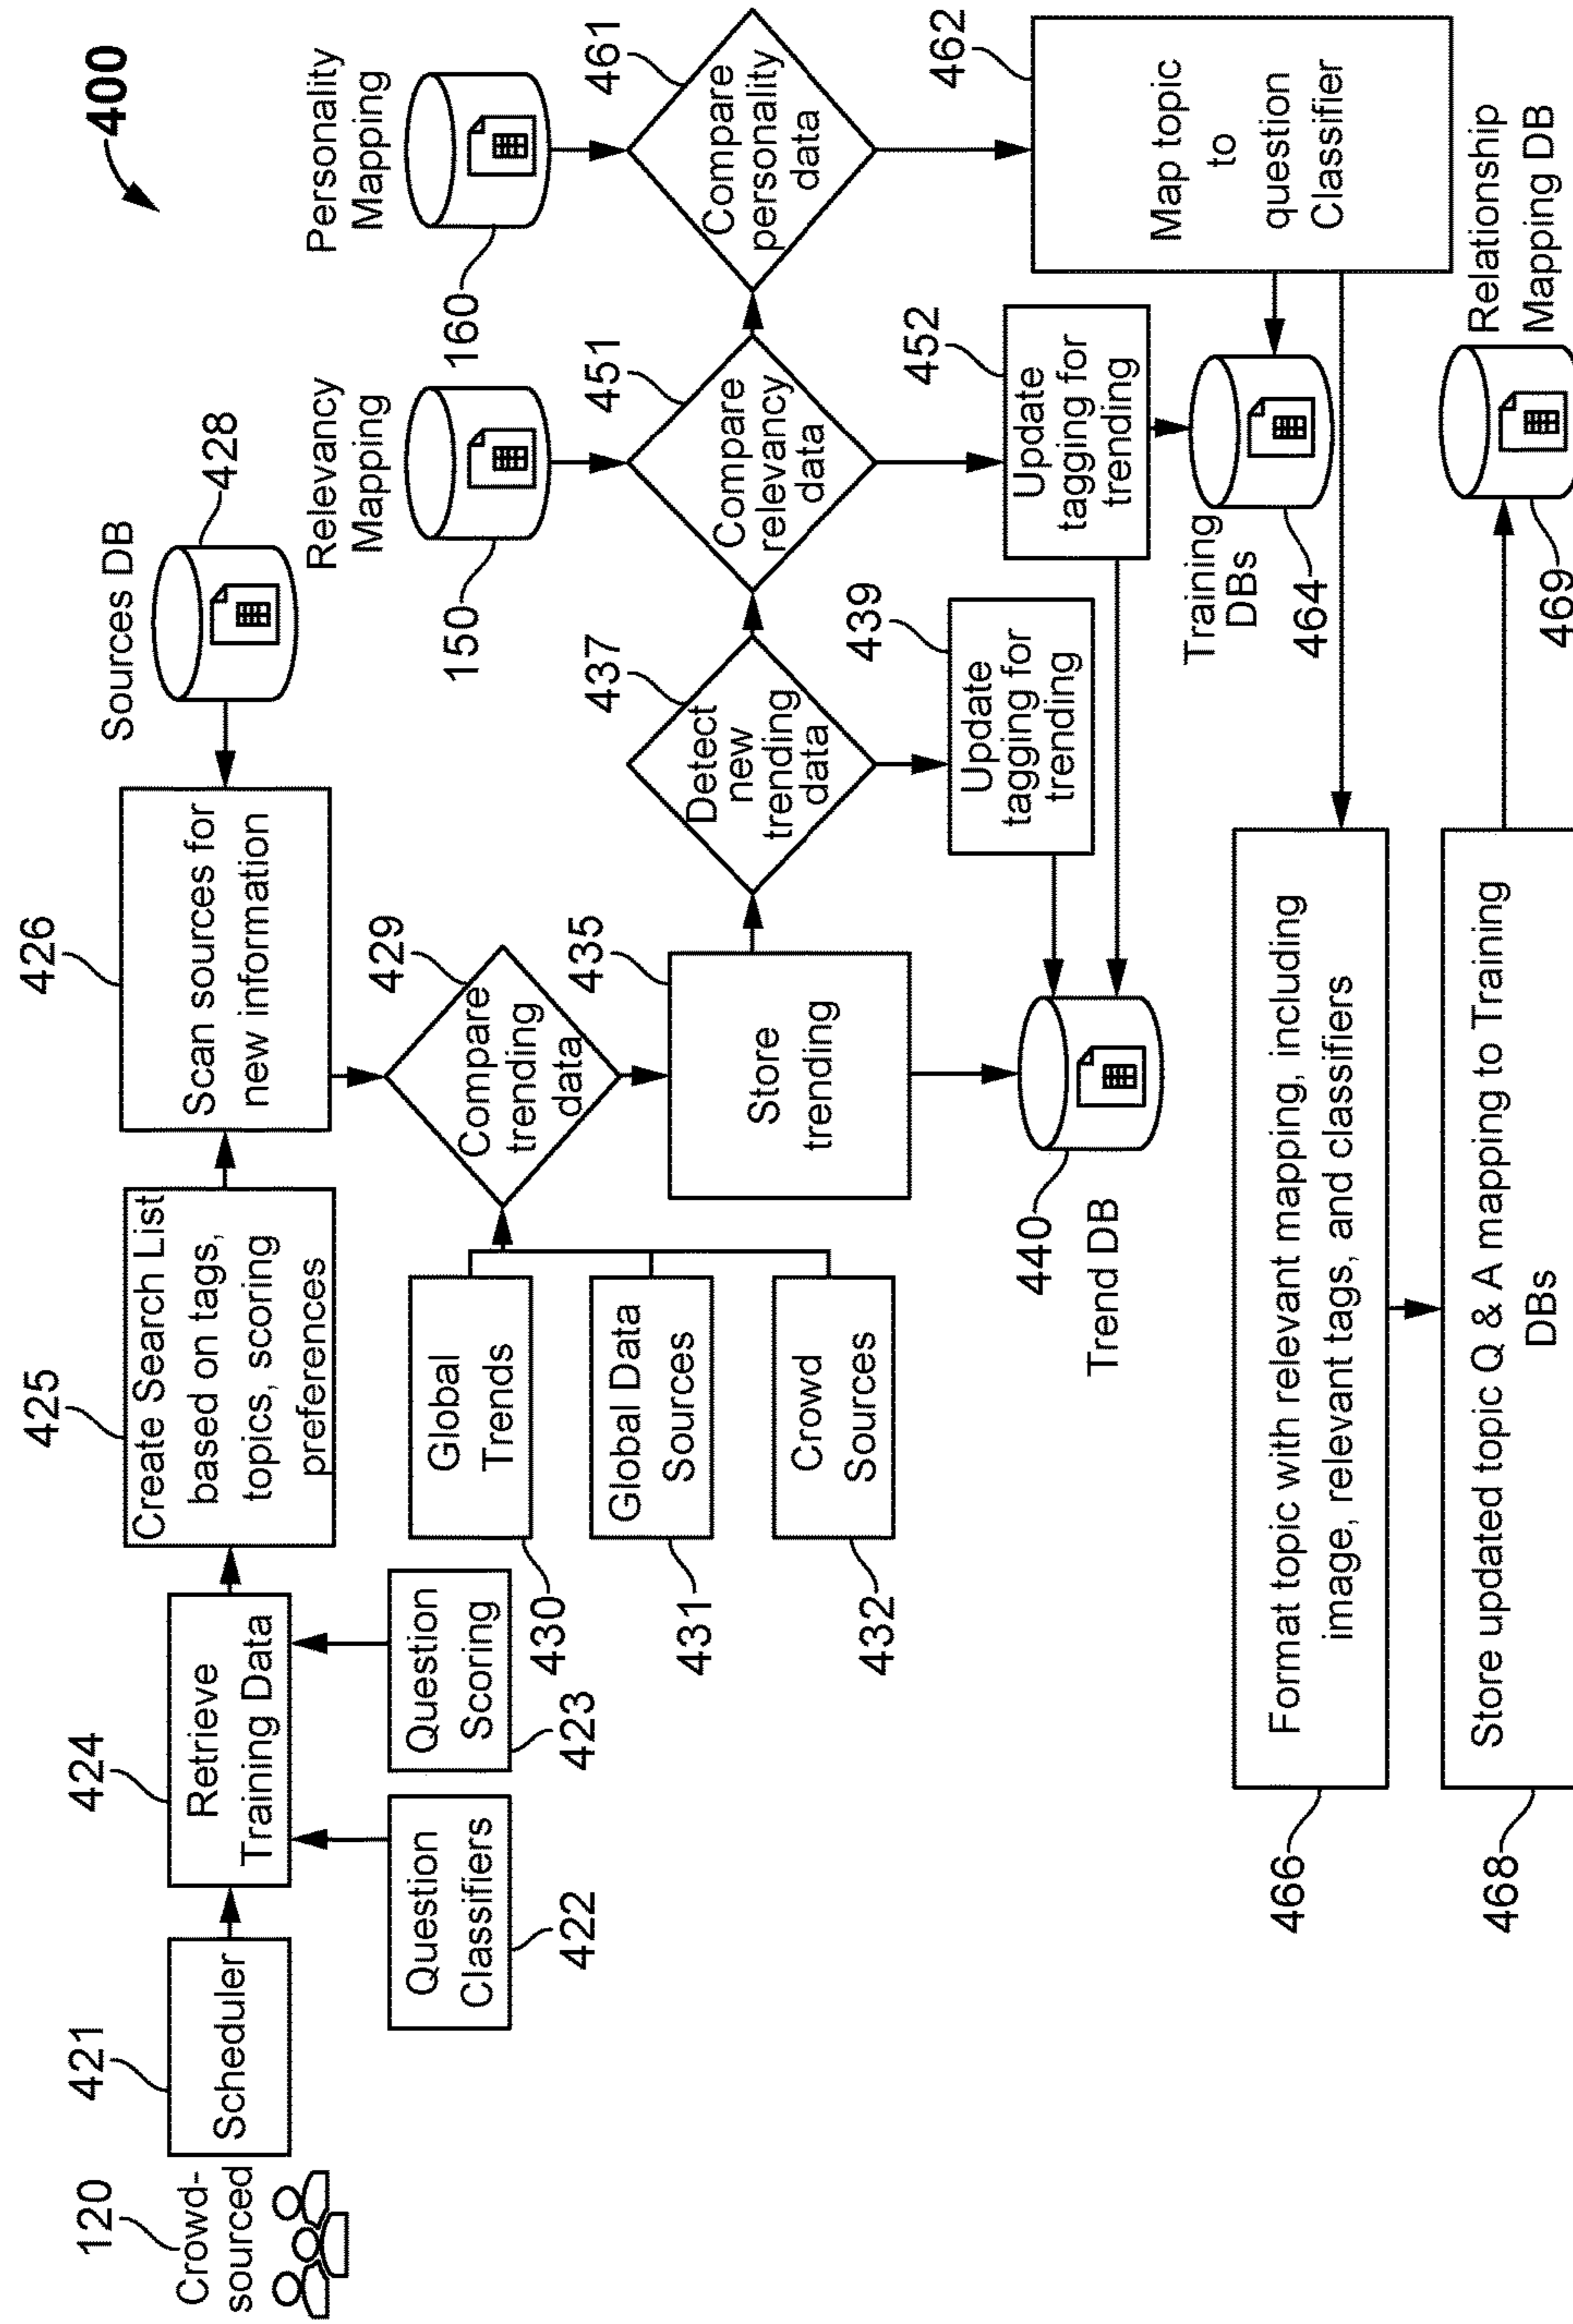 400
120
Crowd-
sourced
421
Scheduler
424
Retrieve
Training Data
422
Question
Classifiers
423
Question
Scoring
425
Create Search List
based on tags,
topics, scoring
preferences
426
Scan sources for
new information
Sources DB
428
430
Global
Trends
431
Global Data
Sources
432
Crowd
Sources
429
Compare
trending
data
435
Store
trending
440
Trend DB
437
Detect
new
trending
data
439
Update
tagging for
trending
Relevancy
Mapping
150
451
Compare
relevancy
data
452
Update
tagging for
trending
Personality
Mapping
160
461
Compare
personality
data
462
Map topic
to
question
Classifier
Training
DBs
464
466
Format topic with relevant mapping, including
image, relevant tags, and classifiers
468
Store updated topic Q & A mapping to Training
DBs
Relationship
Mapping DB
469